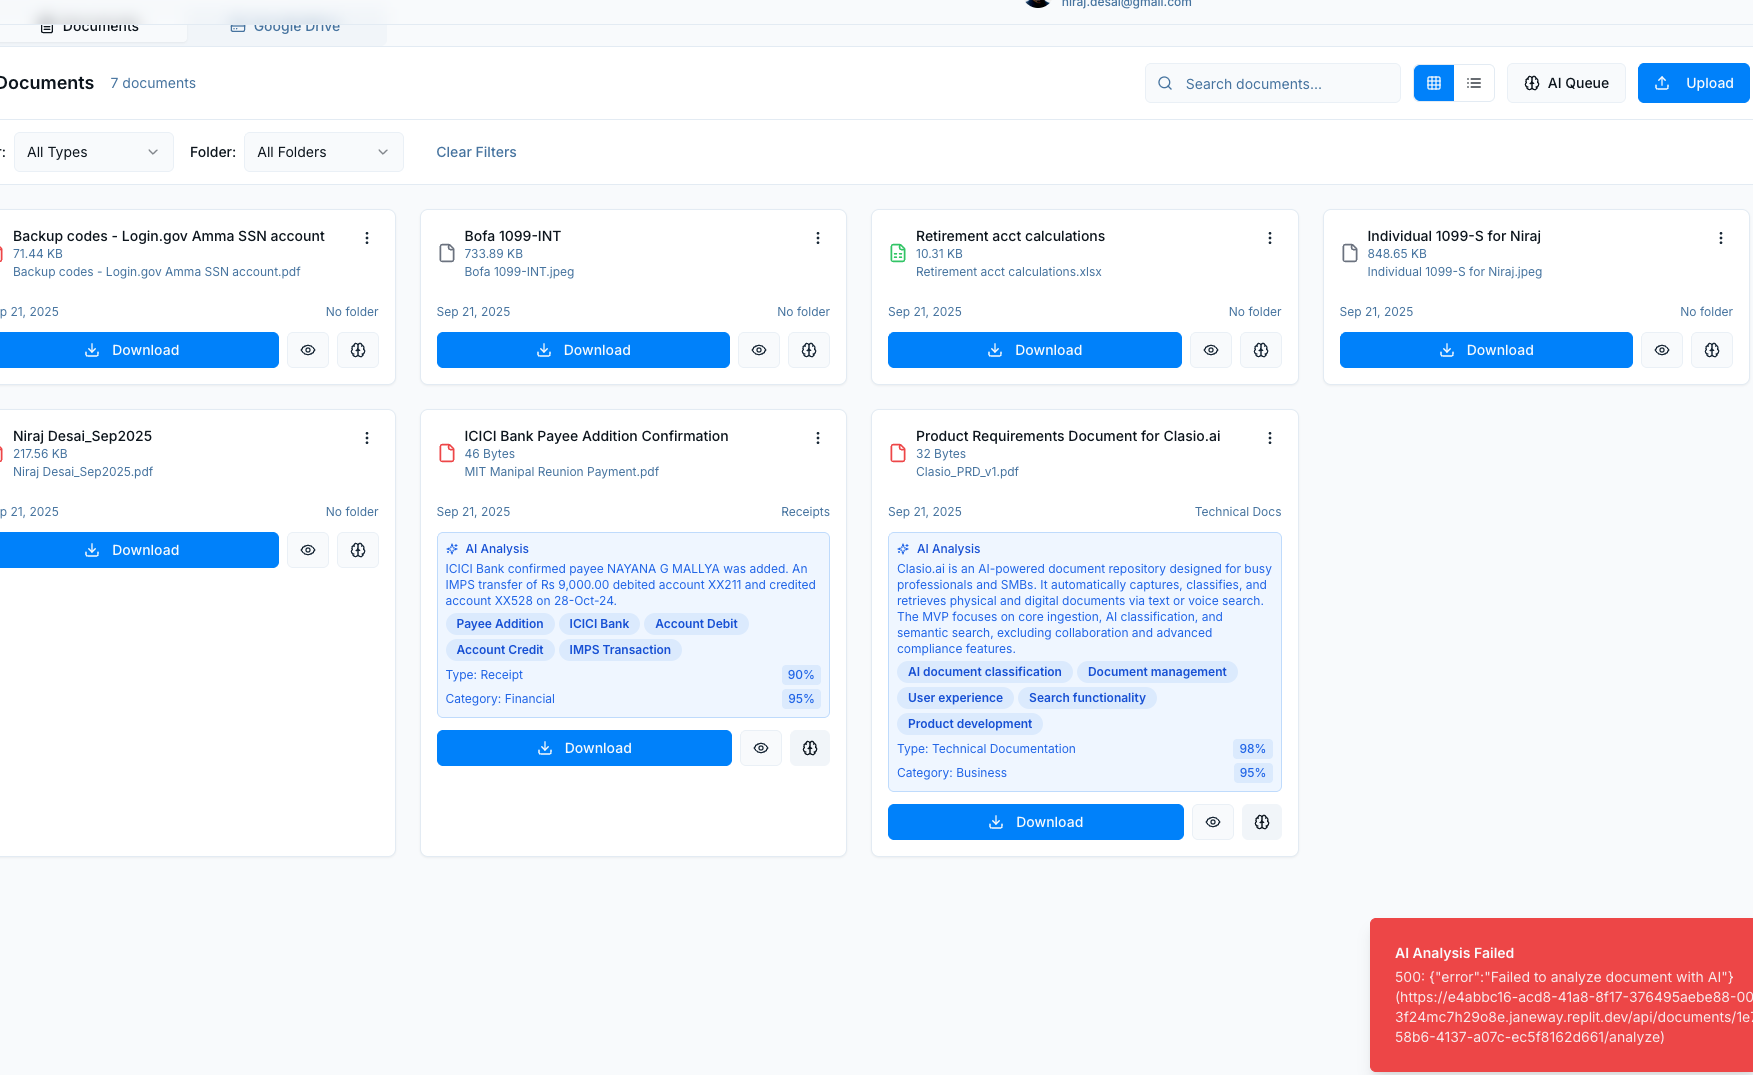 niraj.desai@gmail.com
Documents
Google Drive
Documents
7 documents
Search documents...
AI Queue
Upload
r:
All Types
Folder:
All Folders
Clear Filters
Backup codes - Login.gov Amma SSN account
71.44 KB
Backup codes - Login.gov Amma SSN account.pdf
p 21, 2025
No folder
Download
Bofa 1099-INT
733.89 KB
Bofa 1099-INT.jpeg
Sep 21, 2025
No folder
Download
Retirement acct calculations
10.31 KB
Retirement acct calculations.xlsx
Sep 21, 2025
No folder
Download
Individual 1099-S for Niraj
848.65 KB
Individual 1099-S for Niraj.jpeg
Sep 21, 2025
No folder
Download
Niraj Desai_Sep2025
217.56 KB
Niraj Desai_Sep2025.pdf
p 21, 2025
No folder
Download
ICICI Bank Payee Addition Confirmation
46 Bytes
MIT Manipal Reunion Payment.pdf
Sep 21, 2025
Receipts
AI Analysis
ICICI Bank confirmed payee NAYANA G MALLYA was added. An
IMPS transfer of Rs 9,000.00 debited account XX211 and credited
account XX528 on 28-Oct-24.
Payee Addition
ICICI Bank
Account Debit
Account Credit
IMPS Transaction
Type: Receipt
90%
Category: Financial
95%
Download
Product Requirements Document for Clasio.ai
32 Bytes
Clasio_PRD_v1.pdf
Sep 21, 2025
Technical Docs
AI Analysis
Clasio.ai is an AI-powered document repository designed for busy
professionals and SMBs. It automatically captures, classifies, and
retrieves physical and digital documents via text or voice search.
The MVP focuses on core ingestion, AI classification, and
semantic search, excluding collaboration and advanced
compliance features.
AI document classification
Document management
User experience
Search functionality
Product development
Type: Technical Documentation
98%
Category: Business
95%
Download
AI Analysis Failed
500: {"error":"Failed to analyze document with AI"}
(https://e4abbc16-acd8-41a8-8f17-376495aebe88-00
3f24mc7h29o8e.janeway.replit.dev/api/documents/1e
58b6-4137-a07c-ec5f8162d661/analyze)